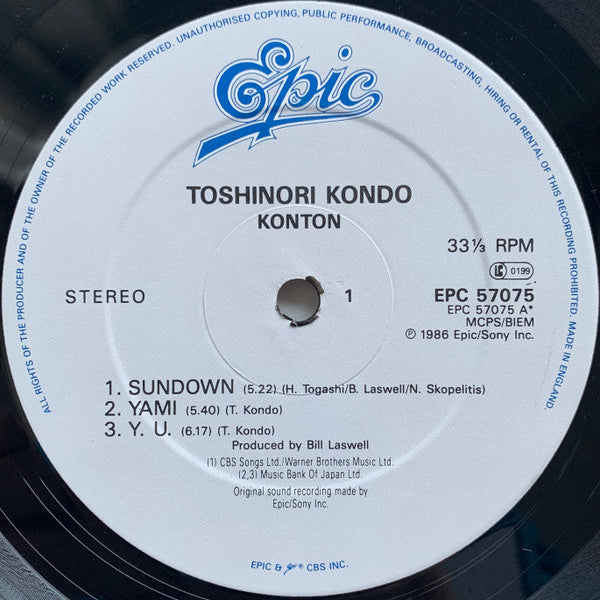 ALL RIGHTS OF THE PRODUCER AND OF THE OWNER OF THE RECORDED WORK RESERVED. UNAUTHORISED COPYING, PUBLIC PERFORMANCE, BROADCASTING, HIRING OR RENTAL OF THIS RECORDING PROHIBITED. MADE IN ENGLAND.
Epic
TOSHINORI KONDO
KONTON
33⅓ RPM
LC 0199
STEREO
1
EPC 57075
EPC 57075 A*
MCPS/BIEM
℗ 1986 Epic/Sony Inc.
1. SUNDOWN (5.22) (H. Togashi/B. Laswell/N. Skopelitis)
2. YAMI (5.40) (T. Kondo)
3. Y. U. (6.17) (T. Kondo)
Produced by Bill Laswell
(1) CBS Songs Ltd./Warner Brothers Music Ltd.
(2,3) Music Bank Of Japan Ltd.
Original sound recording made by
Epic/Sony Inc.
EPIC & Epic ® CBS INC.